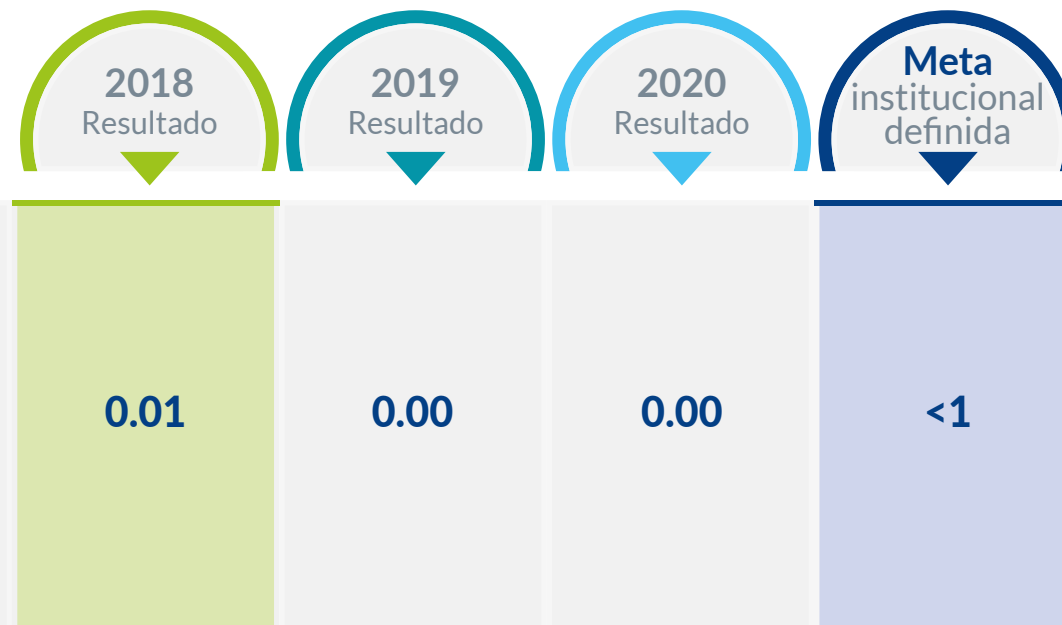 2018
Resultado
2019
Resultado
2020
Resultado
Meta
institucional
definida
0.01
0.00
0.00
<1